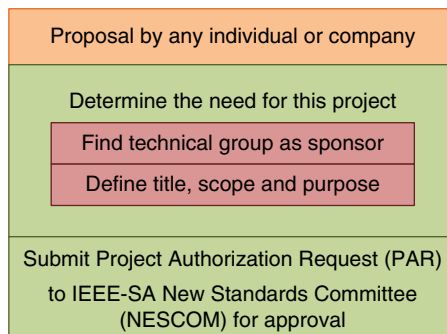 Proposal by any individual or company
Determine the need for this project
Find technical group as sponsor
Define title, scope and purpose
Submit Project Authorization Request (PAR)
to IEEE-SA New Standards Committee
(NESCOM) for approval